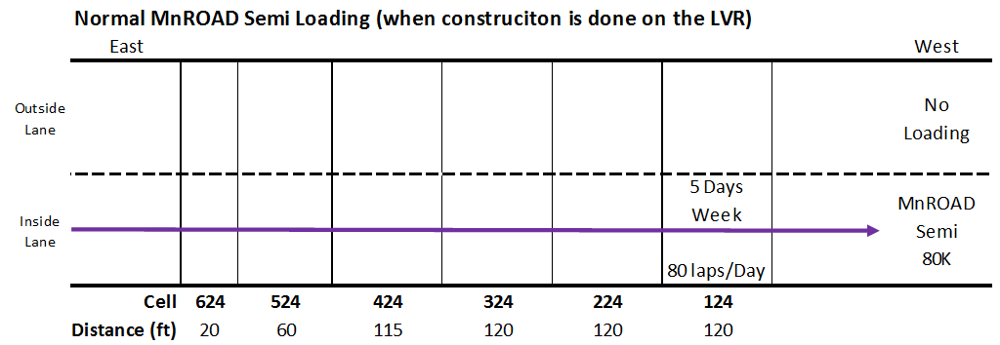 Normal MnROAD Semi Loading (when construciton is done on the LVR)
East West
Outside
Lane
No
Loading
Inside
Lane
5 Days
Week
80 laps/Day
MnROAD
Semi
80K
Cell 624 524 424 324 224 124
Distance (ft) 20 60 115 120 120 120